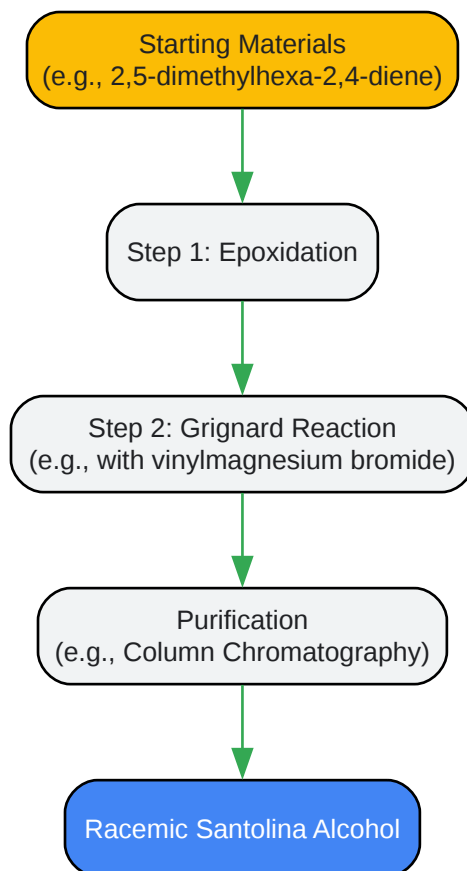 Starting Materials
(e.g., 2,5-dimethylhexa-2,4-diene)
Step 1: Epoxidation
Step 2: Grignard Reaction
(e.g., with vinylmagnesium bromide)
Purification
(e.g., Column Chromatography)
Racemic Santolina Alcohol